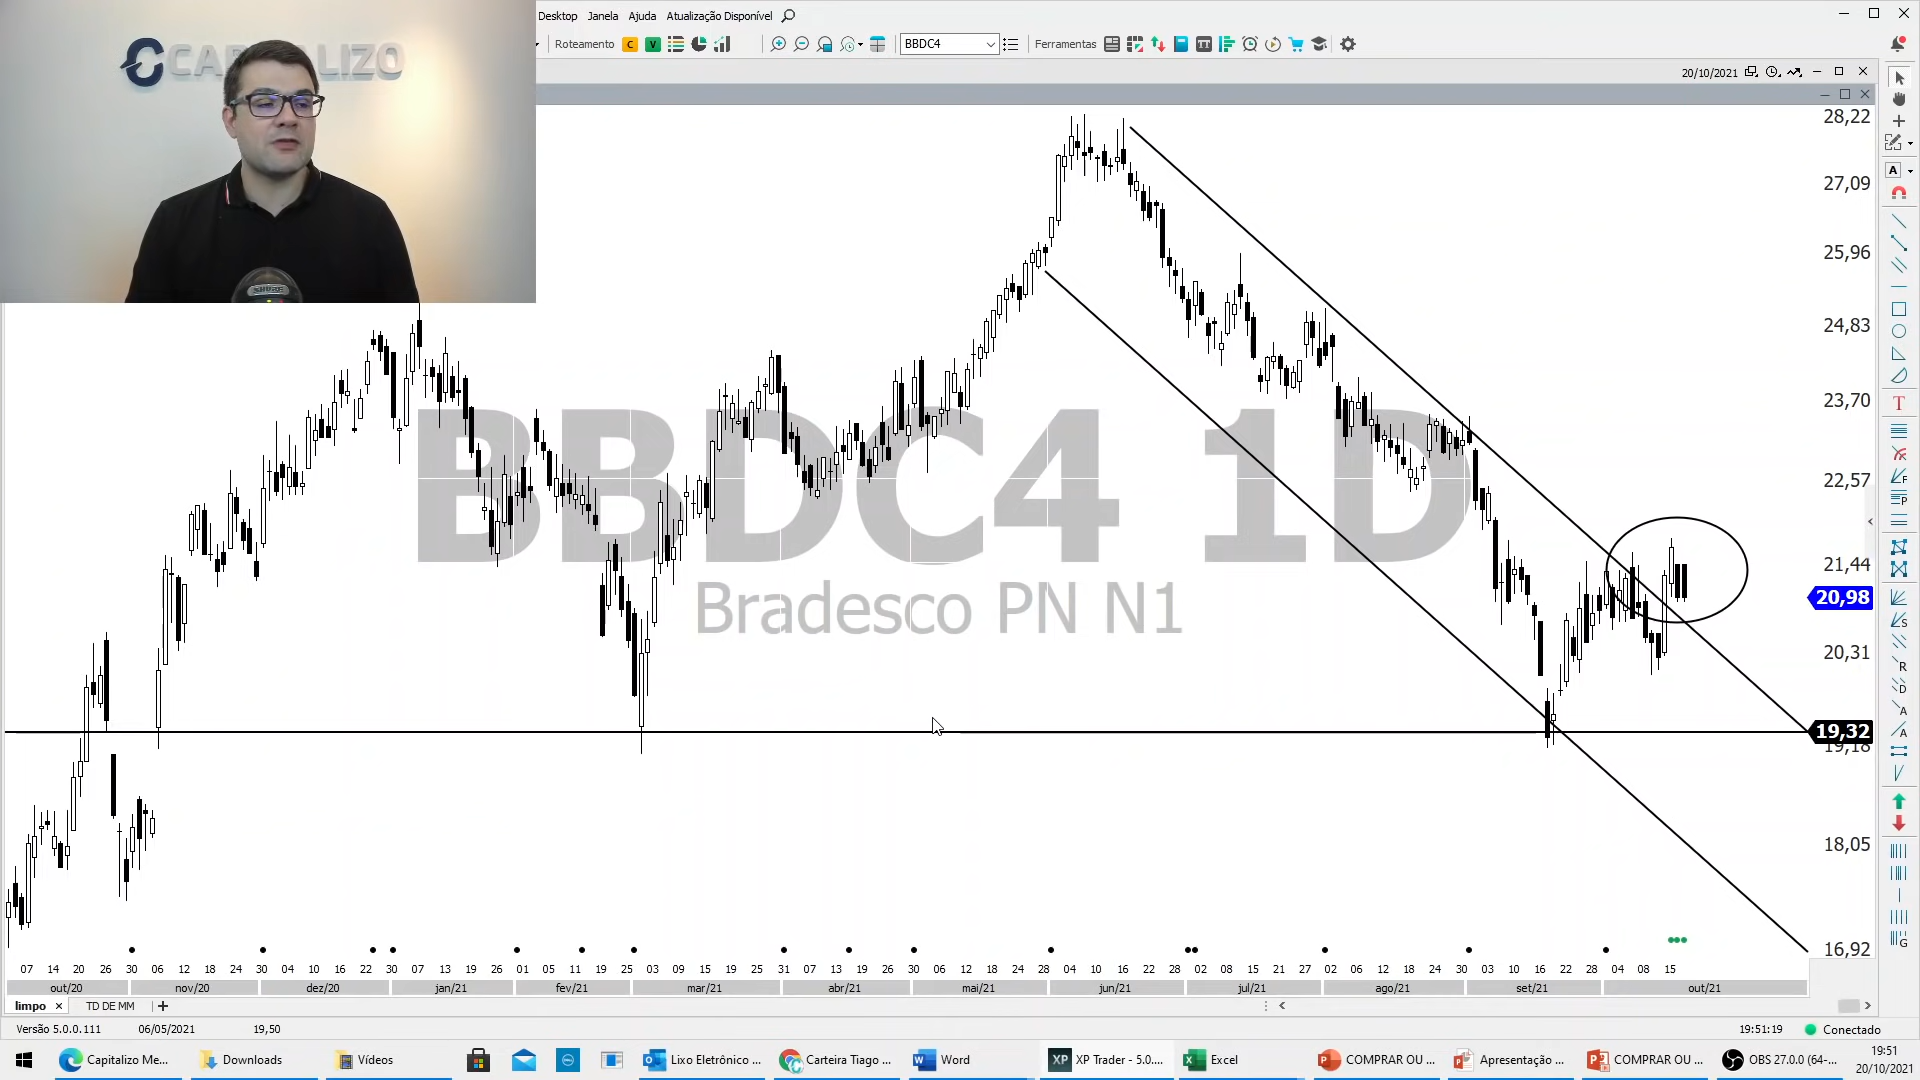 CAPITALIZO
Desktop Janela Ajuda Atualização Disponível
Roteamento C V BBDC4 Ferramentas
20/10/2021
28,22
27,09
25,96
24,83
23,70
22,57
21,44
20,98
20,31
19,32
19,18
18,05
16,92
BBDC4 1D
Bradesco PN N1
07 14 20 26 30 06 12 18 24 30 04 10 16 22 30 07 13 19 26 01 05 11 19 25 03 09 15 19 25 31 07 13 19 26 30 06 12 18 24 28 04 10 16 22 28 02 08 15 21 27 02 06 12 18 24 30 03 10 16 22 28 04 08 15
out/20 nov/20 dez/20 jan/21 fev/21 mar/21 abr/21 mai/21 jun/21 jul/21 ago/21 set/21 out/21
limpo TD DE MM
Versão 5.0.0.111 06/05/2021 19,50 19:51:19 Conectado
Capitalizo Me... Downloads Vídeos Lixo Eletrônico ... Carteira Tiago ... Word XP XP Trader - 5.0.... Excel COMPRAR OU ... Apresentação ... COMPRAR OU ... OBS 27.0.0 (64-...
19:51
20/10/2021